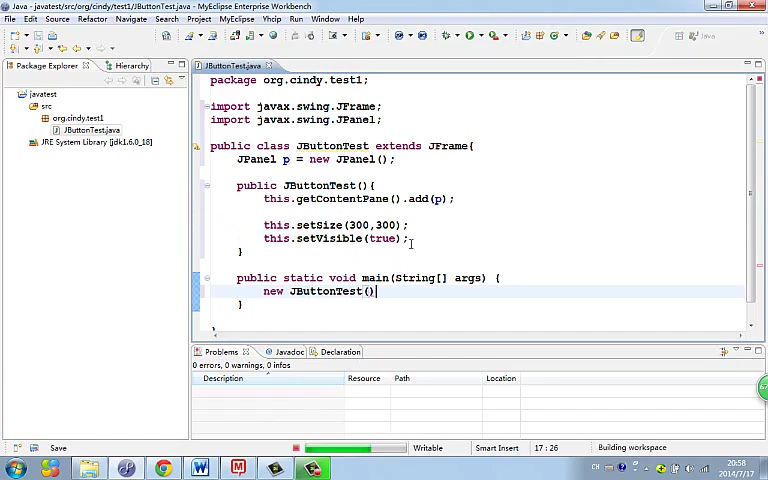 javatest/src/org/cindy/test1/JButtonTest.java - MyEclipse Enterprise Workbench
File Edit Source Refactor Navigate Search Project MyEclipse Yhcip Run Window Help
Java
Package Explorer Hierarchy
javatest
src
org.cindy.test1
JButtonTest.java
JRE System Library [jdk1.6.0_18]
JButtonTest.java
package org.cindy.test1;
import javax.swing.JFrame;
import javax.swing.JPanel;
public class JButtonTest extends JFrame{
JPanel p = new JPanel();
public JButtonTest(){
this.getContentPane().add(p);
this.setSize(300,300);
this.setVisible(true);
}
public static void main(String[] args) {
new JButtonTest()
}
}
Problems Javadoc Declaration
0 errors, 0 warnings, 0 infos
Description Resource Path Location
Save Writable Smart Insert 17 : 26 Building workspace
CH
20:58
2014/7/17